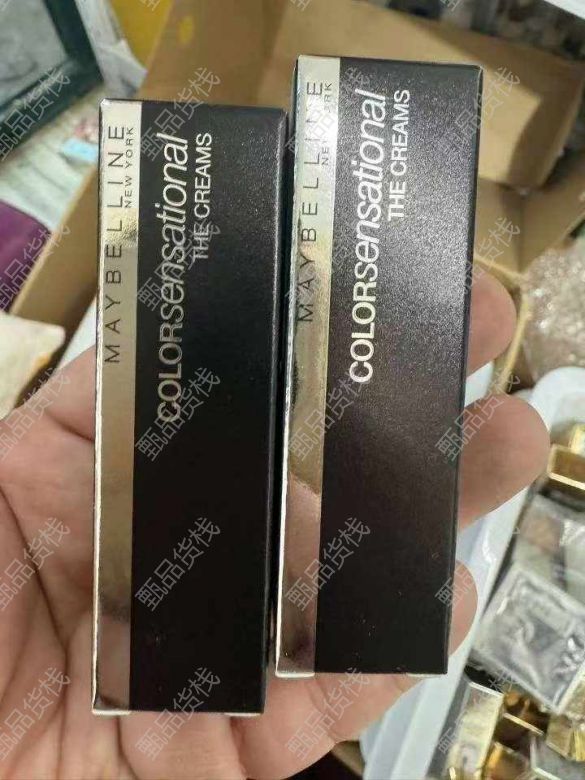 MAYBELLINE
NEW YORK
COLORsensational
THE CREAMS
MAYBELLINE
NEW YORK
COLORsensational
THE CREAMS
甄品货栈